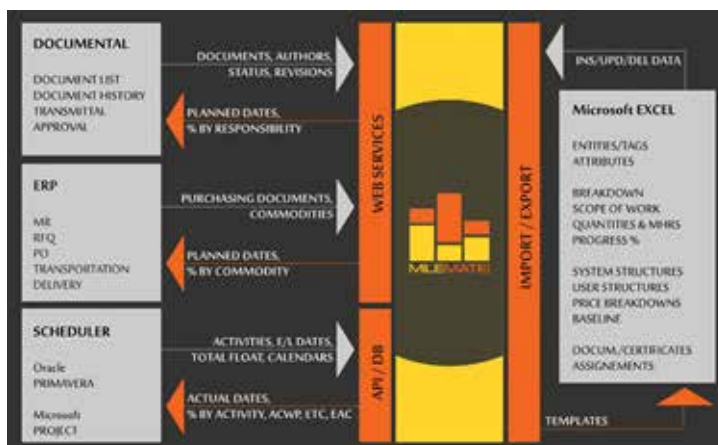 DOCUMENTAL
DOCUMENT LIST
DOCUMENT HISTORY
TRANSMITTAL
APPROVAL
DOCUMENTS, AUTHORS,
STATUS, REVISIONS
PLANNED DATES,
% BY RESPONSIBILITY
ERP
MR
RFQ
PO
TRANSPORTATION
DELIVERY
PURCHASING DOCUMENTS,
COMMODITIES
PLANNED DATES,
% BY COMMODITY
SCHEDULER
Oracle
PRIMAVERA
Microsoft
PROJECT
ACTIVITIES, E/L DATES,
TOTAL FLOAT, CALENDARS
ACTUAL DATES,
% BY ACTIVITY, ACWP, ETC, EAC
WEB SERVICES
API / DB
MILEMATE
IMPORT / EXPORT
INS/UPD/DEL DATA
Microsoft EXCEL
ENTITIES/TAGS
ATTRIBUTES
BREAKDOWN
SCOPE OF WORK
QUANTITIES & MHRS
PROGRESS %
SYSTEM STRUCTURES
USER STRUCTURES
PRICE BREAKDOWNS
BASELINE
DOCUM./CERTIFICATES
ASSIGNEMENTS
TEMPLATES